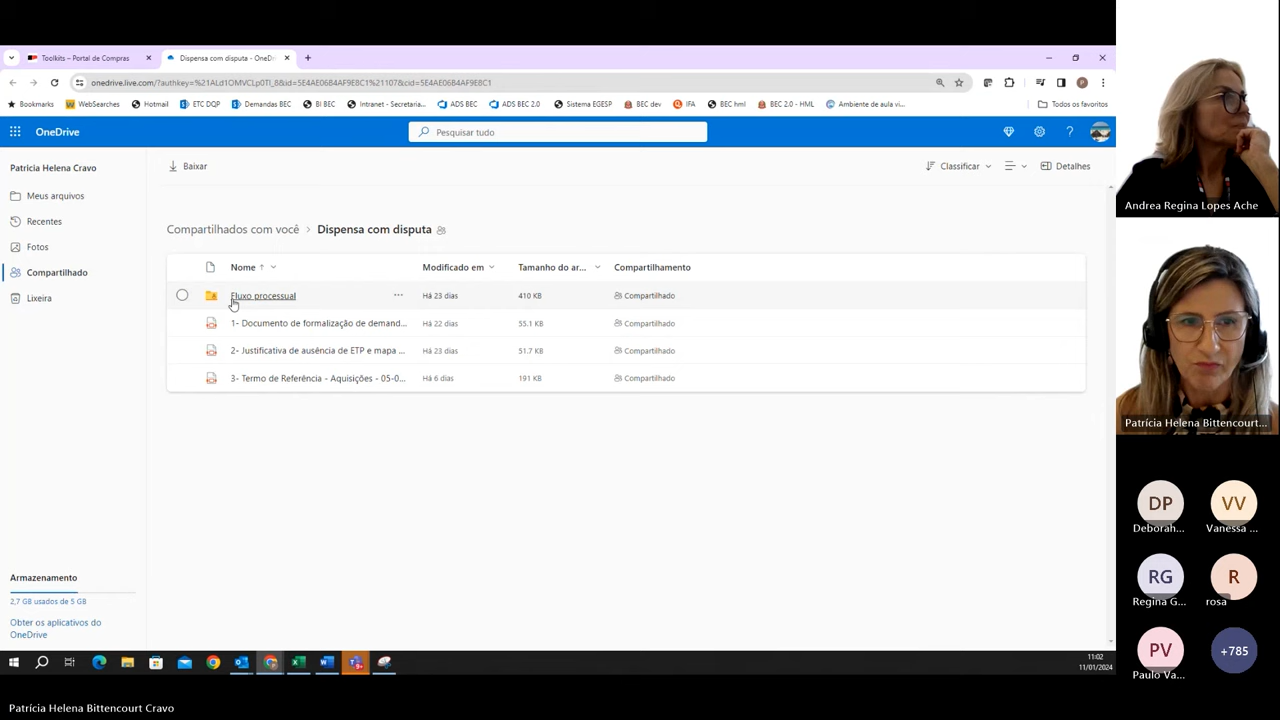 Toolkits – Portal de Compras
Dispensa com disputa - OneDri
onedrive.live.com/?authkey=%21ALd1OMVCLp0TI_8&id=5E4AE06B4AF9E8C1%21107&cid=5E4AE06B4AF9E8C1
Bookmarks
WebSearches
Hotmail
ETC DQP
Demandas BEC
BI BEC
Intranet - Secretaria...
ADS BEC
ADS BEC 2.0
Sistema EGESP
BEC dev
IFA
BEC hml
BEC 2.0 - HML
Ambiente de aula vi...
Todos os favoritos
OneDrive
Pesquisar tudo
Patricia Helena Cravo
Meus arquivos
Recentes
Fotos
Compartilhado
Lixeira
Baixar
Classificar
Detalhes
Compartilhados com você > Dispensa com disputa
Nome
Modificado em
Tamanho do ar...
Compartilhamento
Fluxo processual
Há 23 dias
410 KB
Compartilhado
1- Documento de formalização de demand...
Há 22 dias
55.1 KB
Compartilhado
2- Justificativa de ausência de ETP e mapa ...
Há 23 dias
51.7 KB
Compartilhado
3- Termo de Referência - Aquisições - 05-0...
Há 6 dias
191 KB
Compartilhado
Armazenamento
2,7 GB usados de 5 GB
Obter os aplicativos do
OneDrive
11:02
11/01/2024
Andrea Regina Lopes Ache
Patrícia Helena Bittencourt...
DP
VV
Deborah...
Vanessa ...
RG
R
Regina G...
rosa
PV
+785
Paulo Va...
Patrícia Helena Bittencourt Cravo